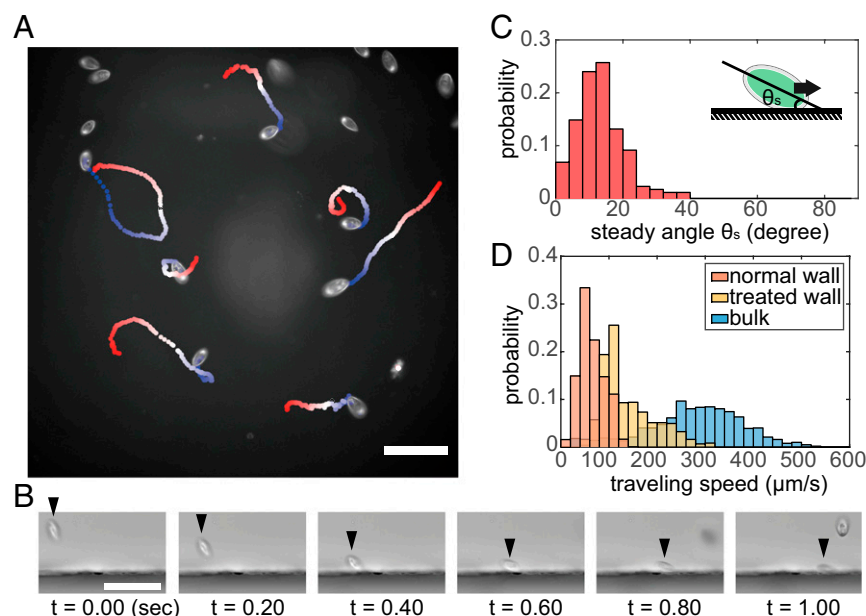 A
C
0.3
0.2
0.1
0
probability
θs
0 20 40 60 80
steady angle θs (degree)
D
0.4
0.3
0.2
0.1
0
probability
normal wall
treated wall
bulk
0 100 200 300 400 500 600
traveling speed (µm/s)
B
t = 0.00 (sec) t = 0.20 t = 0.40 t = 0.60 t = 0.80 t = 1.00